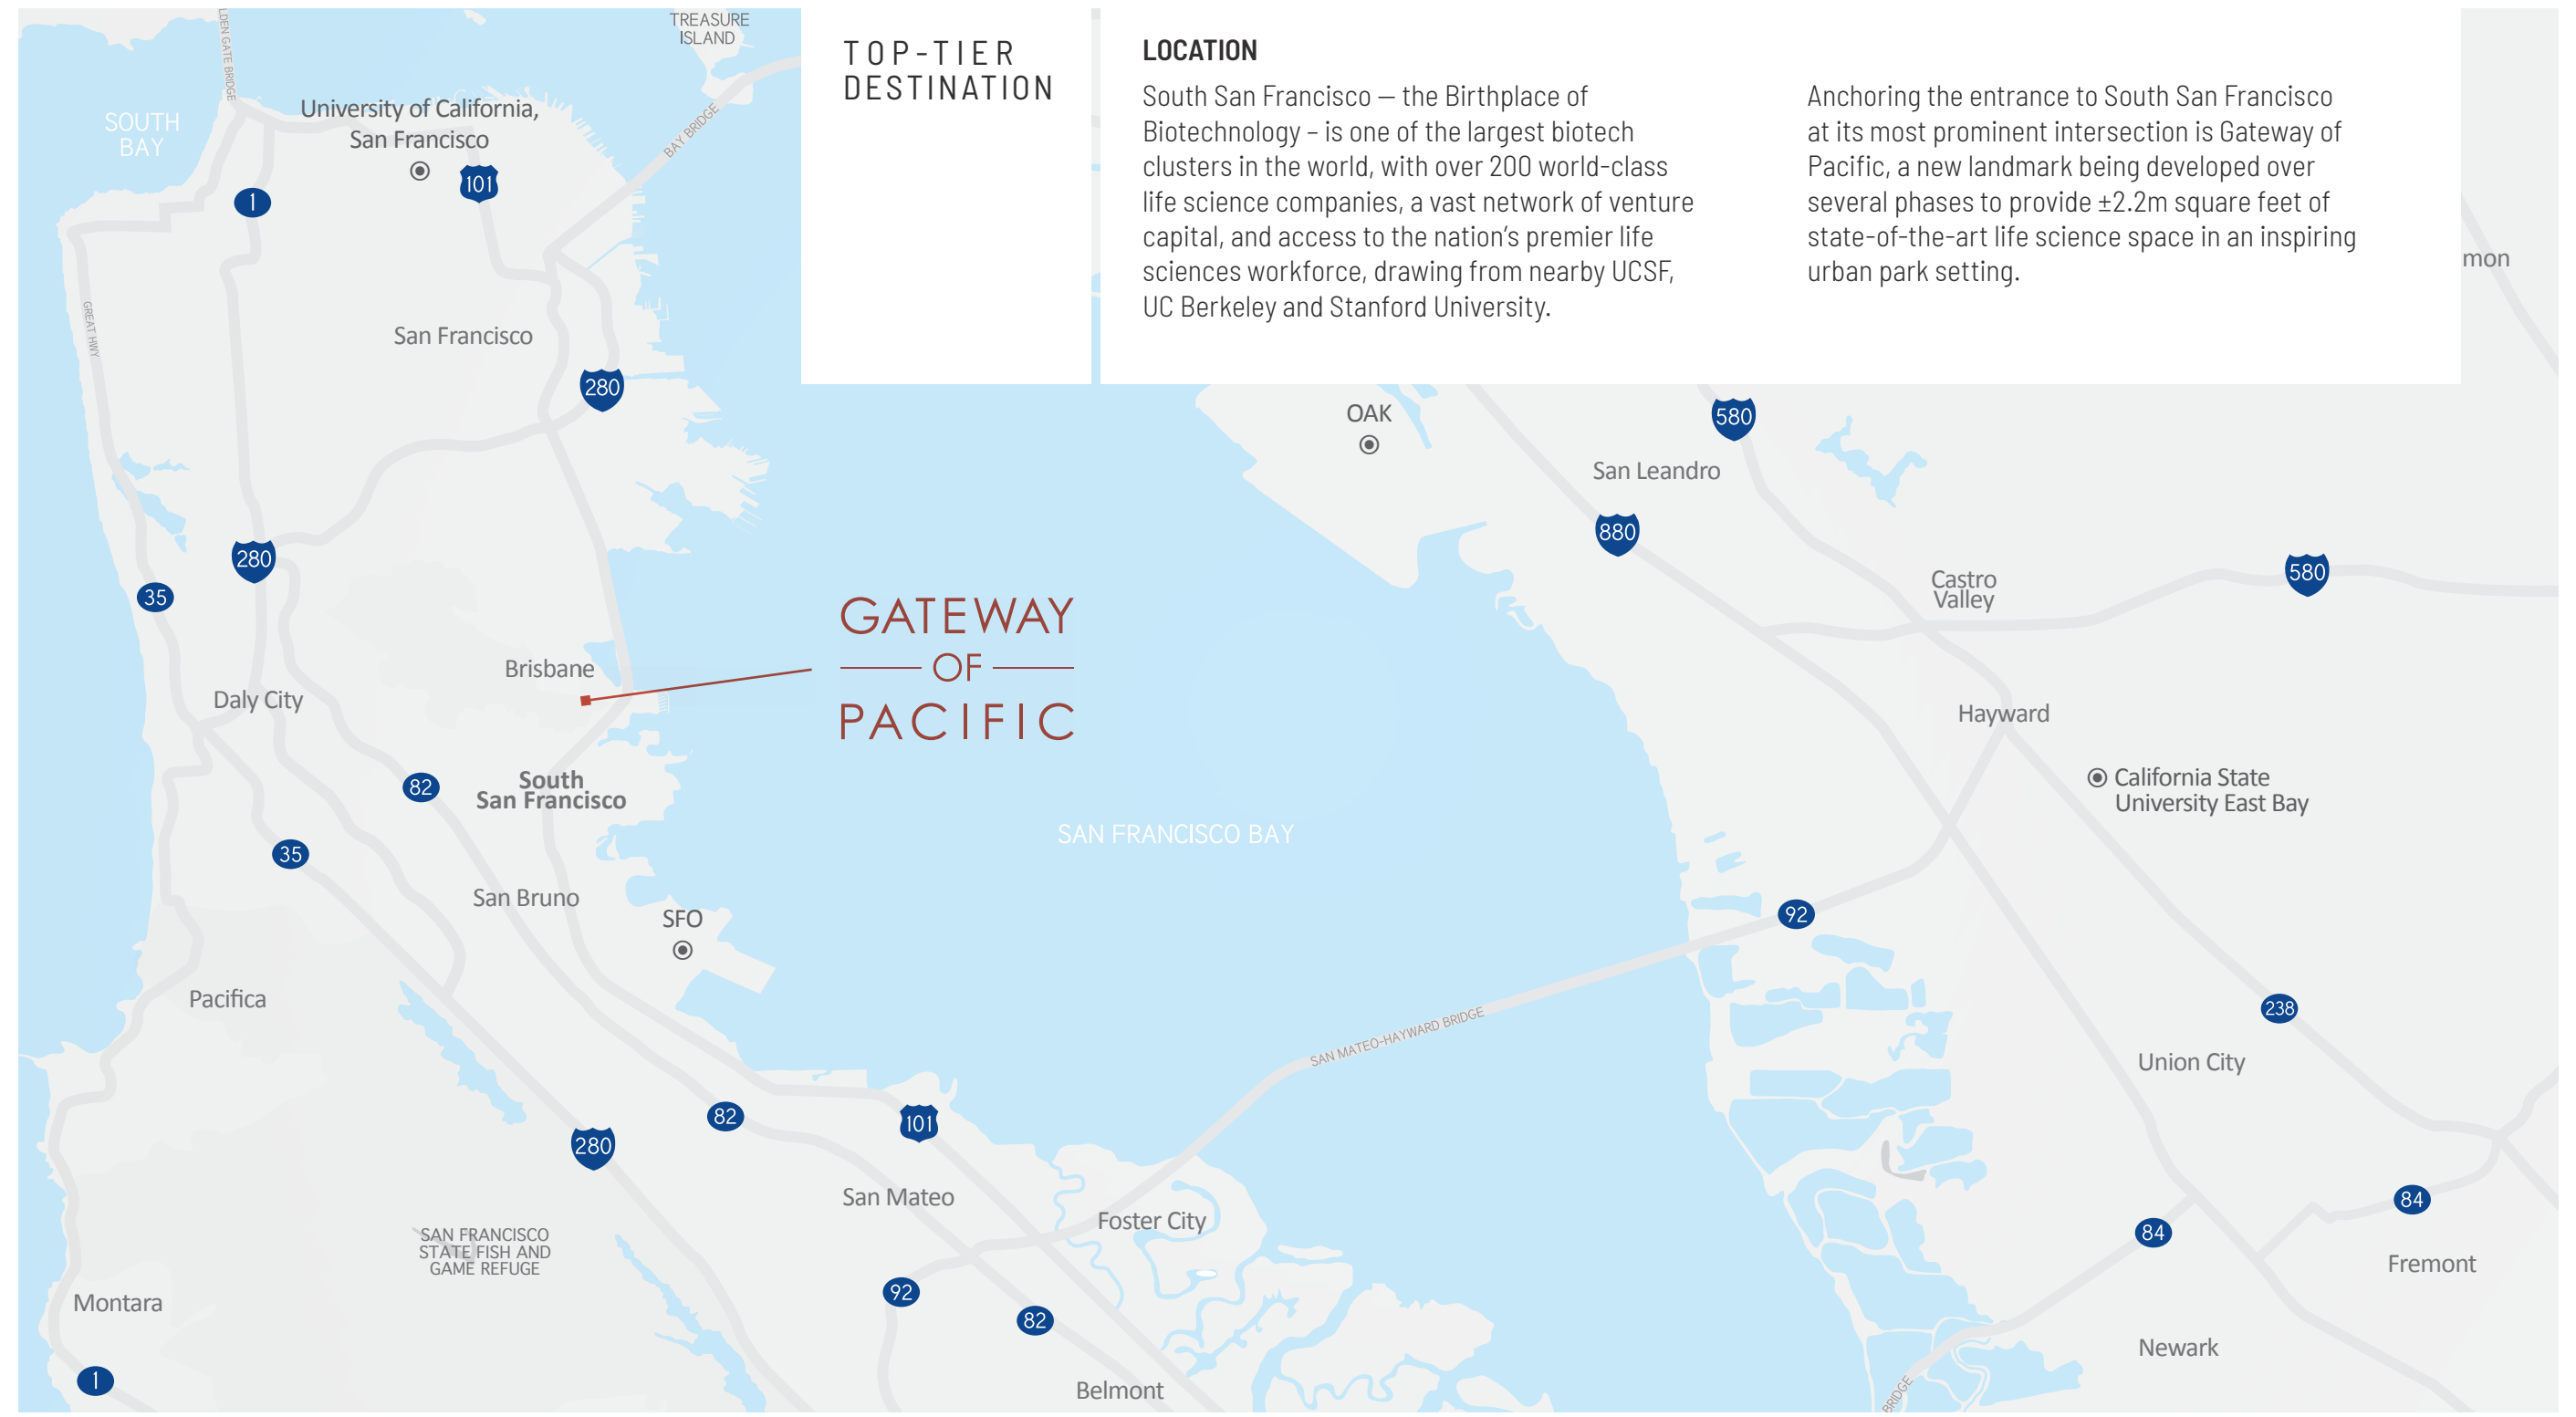 TOP-TIER
DESTINATION
LOCATION
South San Francisco — the Birthplace of
Biotechnology – is one of the largest biotech
clusters in the world, with over 200 world-class
life science companies, a vast network of venture
capital, and access to the nation’s premier life
sciences workforce, drawing from nearby UCSF,
UC Berkeley and Stanford University.
Anchoring the entrance to South San Francisco
at its most prominent intersection is Gateway of
Pacific, a new landmark being developed over
several phases to provide ±2.2m square feet of
state-of-the-art life science space in an inspiring
urban park setting.
TREASURE
ISLAND
LDEN GATE BRIDGE
BAY BRIDGE
SOUTH
BAY
University of California,
San Francisco
101
1
GREAT HWY
San Francisco
280
mon
OAK
580
San Leandro
880
280
35
Castro
Valley
580
GATEWAY
OF
PACIFIC
Brisbane
Daly City
Hayward
82
South
San Francisco
California State
University East Bay
SAN FRANCISCO BAY
35
San Bruno
SFO
92
Pacifica
238
SAN MATEO-HAYWARD BRIDGE
Union City
82
101
280
San Mateo
Foster City
84
84
SAN FRANCISCO
STATE FISH AND
GAME REFUGE
Fremont
92
Montara
82
Newark
1
Belmont
BRIDGE